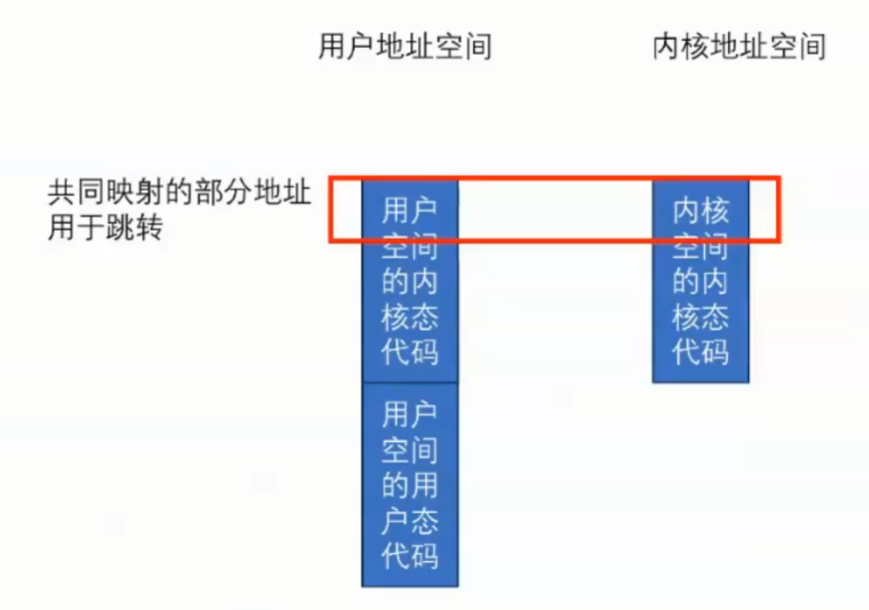 用户地址空间
内核地址空间
共同映射的部分地址
用于跳转
用户
空间
的内
核态
代码
内核
空间
的内
核态
代码
用户
空间
的用
户态
代码